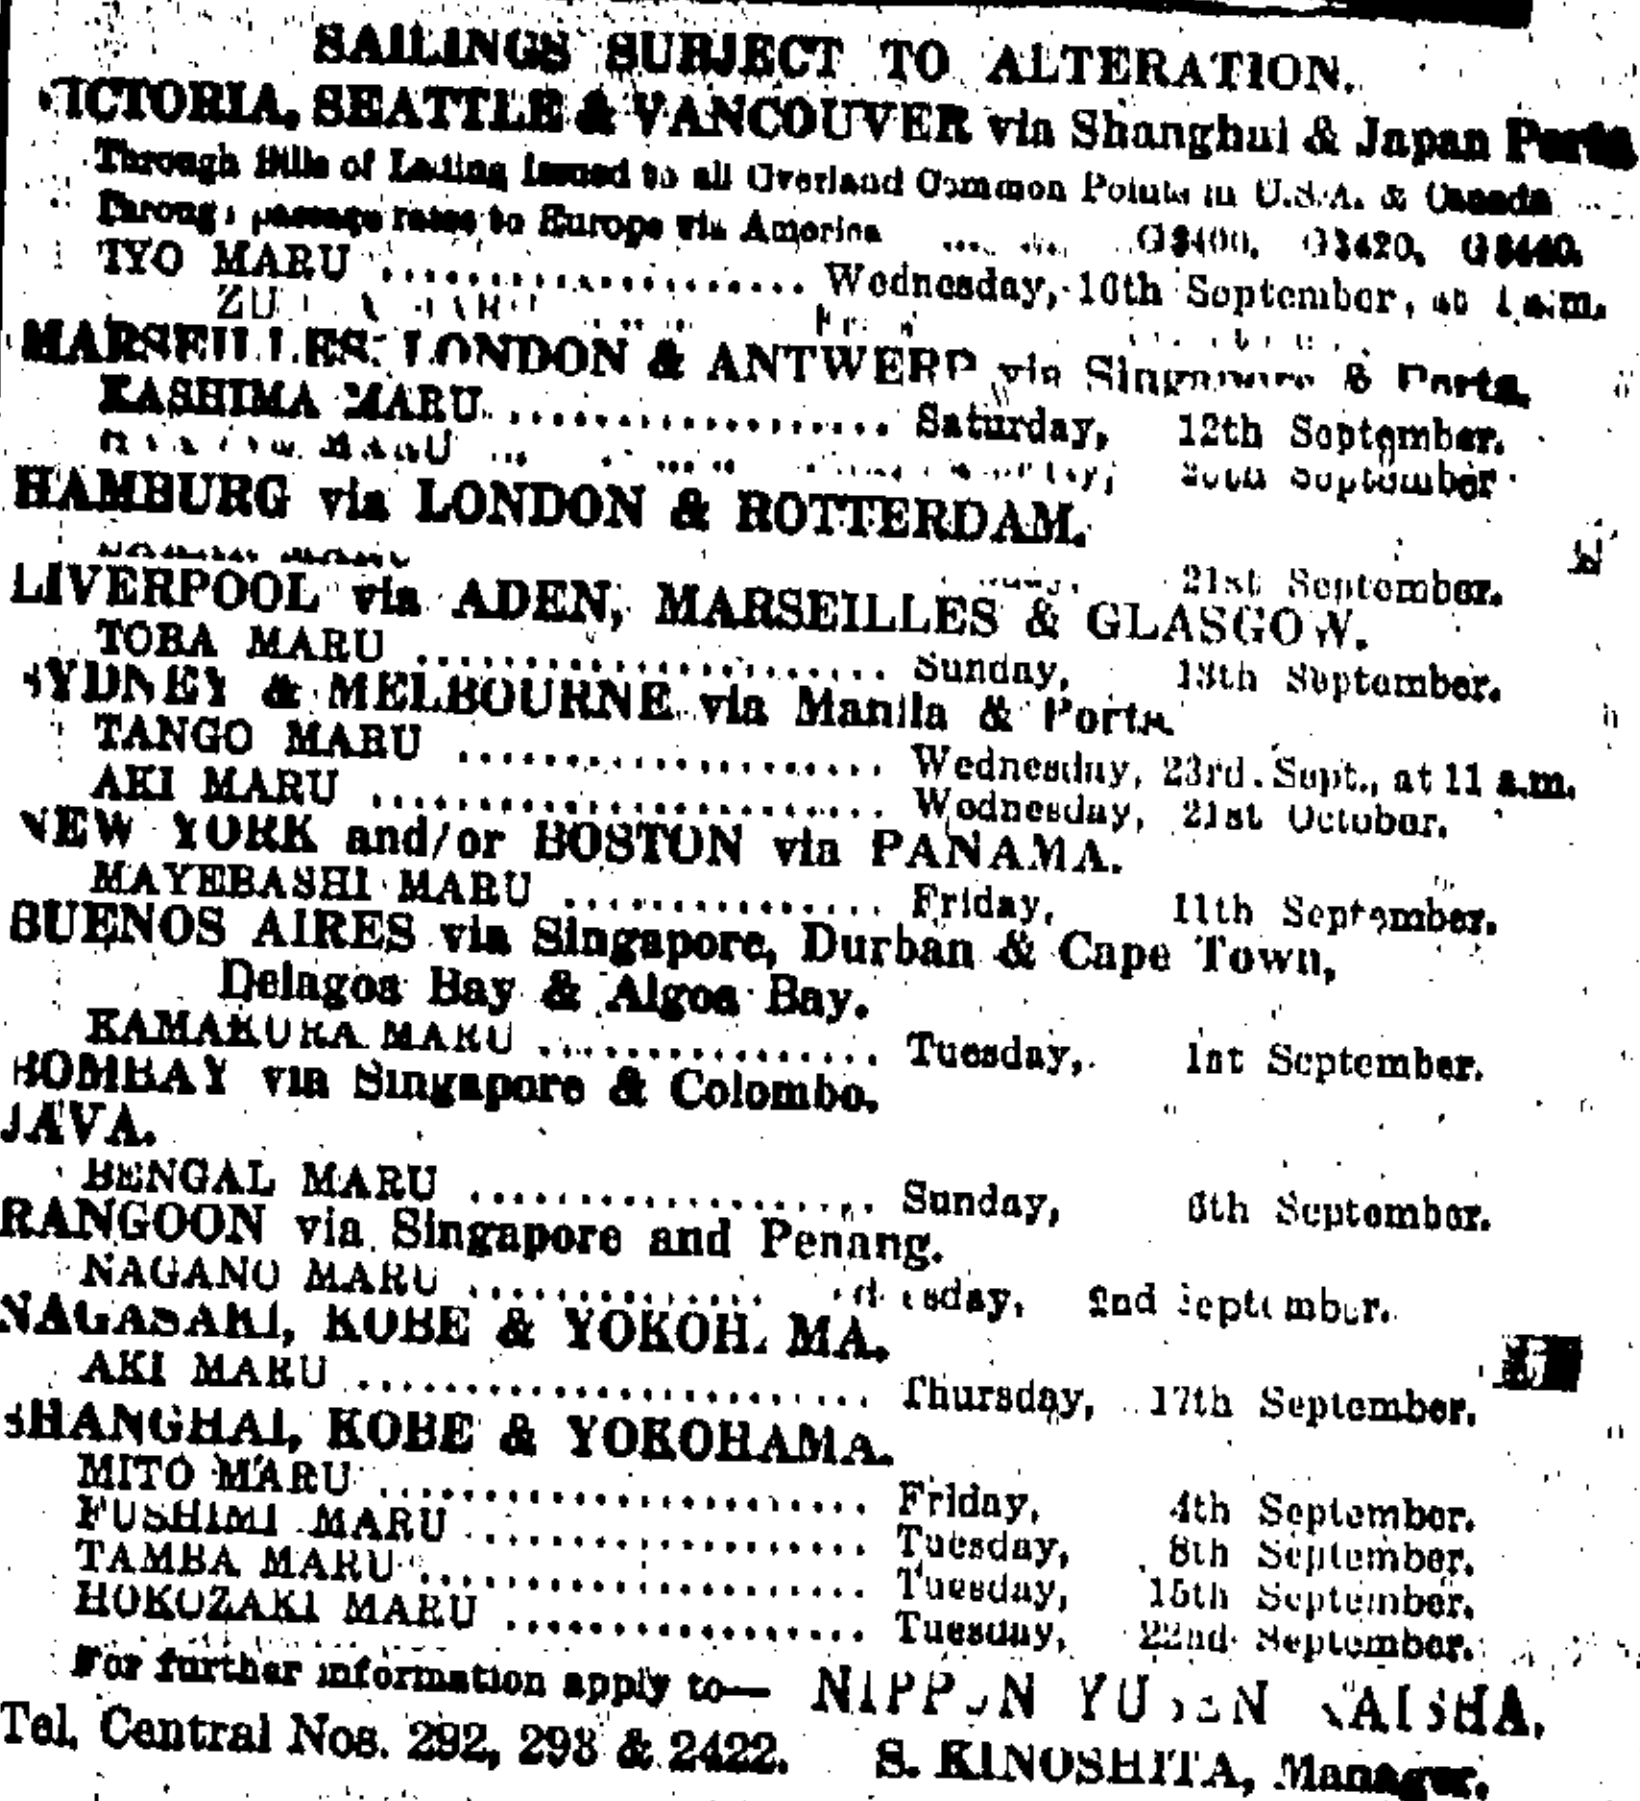 SAILINGS SUBJECT TO ALTERATION.
VICTORIA, SEATTLE & VANCOUVER via Shanghai & Japan Ports
Through Bills of Lading issued to all Overland Common Points in U.S.A. & Canada
Through passage rates to Europe via America ... ... G$400, G$420, G$440.
IYO MARU .................... Wednesday, 16th September, at 1 a.m.
MARSEILLES, LONDON & ANTWERP via Singapore & Ports.
KASHIMA MARU .................. Saturday, 12th September.
MARU September
HAMBURG via LONDON & ROTTERDAM.
MARU 21st September.
LIVERPOOL via ADEN, MARSEILLES & GLASGOW.
TOBA MARU ...................... Sunday, 13th September.
SYDNEY & MELBOURNE via Manila & Ports.
TANGO MARU .................... Wednesday, 23rd Sept., at 11 a.m.
AKI MARU ........................ Wednesday, 21st October.
NEW YORK and/or BOSTON via PANAMA.
MAYEBASHI MARU ............... Friday, 11th September.
BUENOS AIRES via Singapore, Durban & Cape Town,
Delagoa Bay & Algoa Bay.
KAMAKURA MARU ................ Tuesday, 1st September.
BOMBAY via Singapore & Colombo.
JAVA.
BENGAL MARU ................... Sunday, 6th September.
RANGOON via Singapore and Penang.
NAGANO MARU .............. 2nd September.
NAGASAKI, KOBE & YOKOHAMA.
AKI MARU ........................ Thursday, 17th September.
SHANGHAI, KOBE & YOKOHAMA.
MITO MARU ....................... Friday, 4th September.
FUSHIMI MARU .................. Tuesday, 8th September.
TAMBA MARU ..................... Tuesday, 15th September.
HOKOZAKI MARU ................. Tuesday, 22nd September.
For further information apply to— NIPPON YUSEN KAISHA.
Tel. Central Nos. 292, 293 & 2422. S. KINOSHITA, Manager.